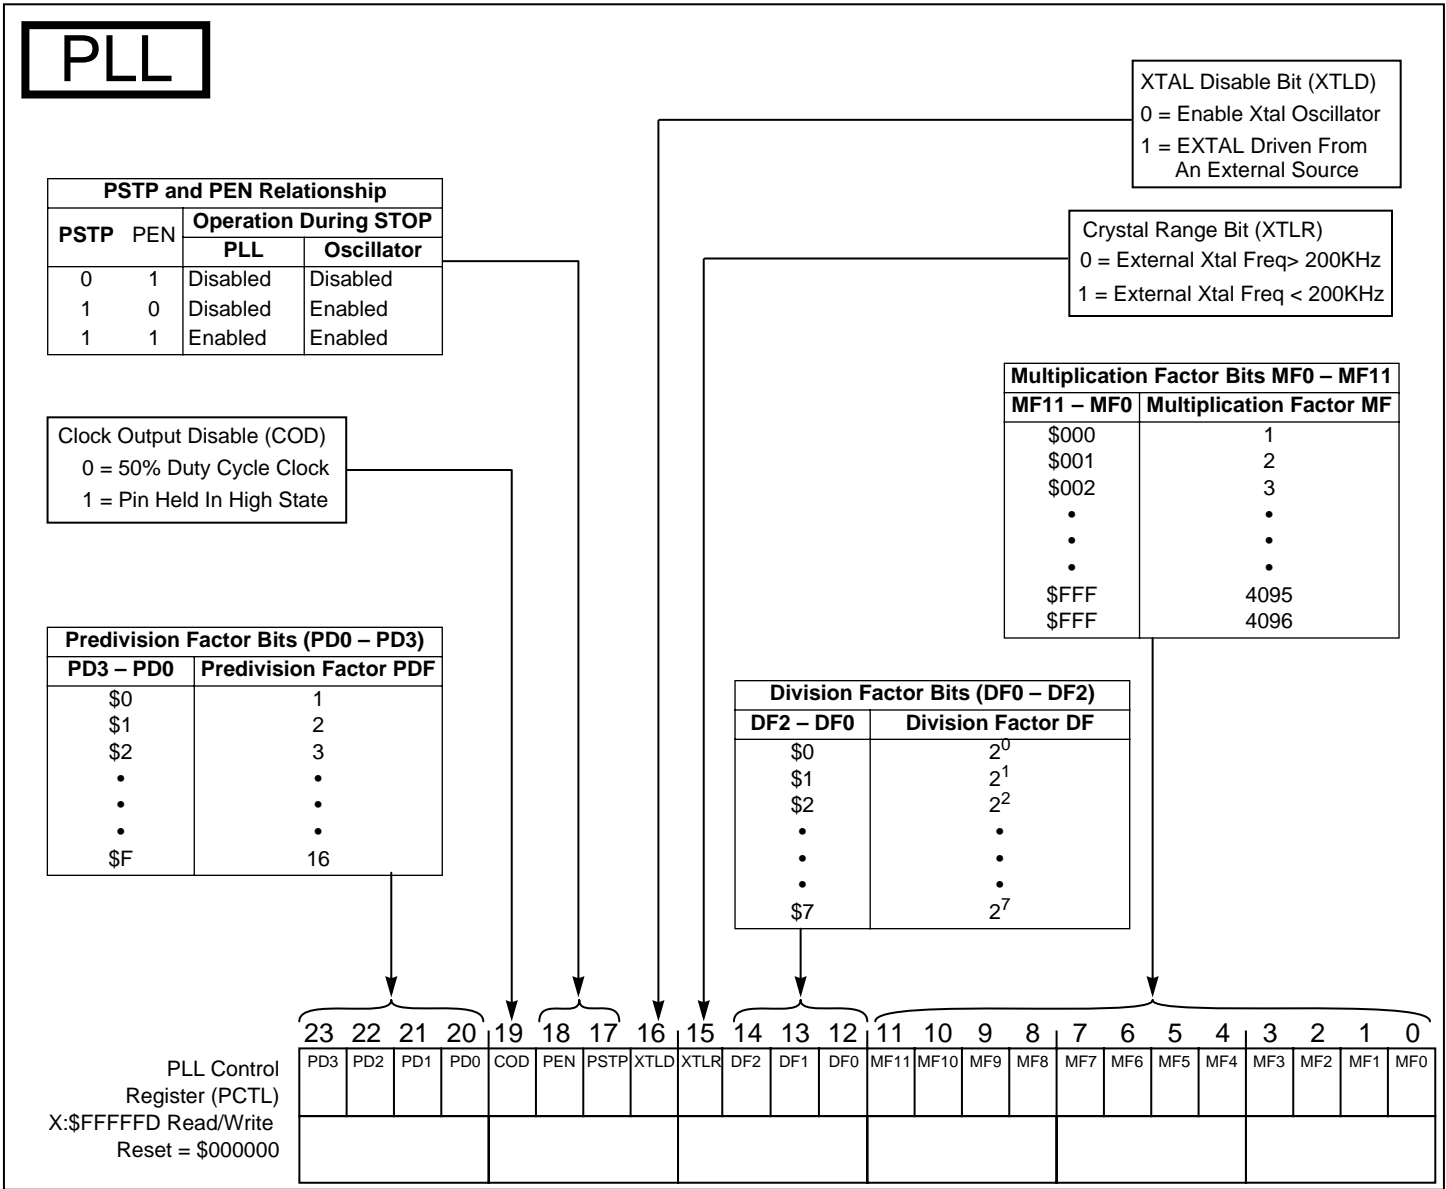 PLL
XTAL Disable Bit (XTLD)
0 = Enable Xtal Oscillator
1 = EXTAL Driven From
An External Source
PSTP and PEN Relationship
PSTP PEN Operation During STOP
PLL Oscillator
0 1 Disabled Disabled
1 0 Disabled Enabled
1 1 Enabled Enabled
Crystal Range Bit (XTLR)
0 = External Xtal Freq> 200KHz
1 = External Xtal Freq < 200KHz
Clock Output Disable (COD)
0 = 50% Duty Cycle Clock
1 = Pin Held In High State
Multiplication Factor Bits MF0 – MF11
MF11 – MF0 Multiplication Factor MF
$000 1
$001 2
$002 3
• •
• •
• •
$FFF 4095
$FFF 4096
Predivision Factor Bits (PD0 – PD3)
PD3 – PD0 Predivision Factor PDF
$0 1
$1 2
$2 3
• •
• •
• •
$F 16
Division Factor Bits (DF0 – DF2)
DF2 – DF0 Division Factor DF
$0 2⁰
$1 2¹
$2 2²
• •
• •
• •
$7 2⁷
23 22 21 20 19 18 17 16 15 14 13 12 11 10 9 8 7 6 5 4 3 2 1 0
PD3 PD2 PD1 PD0 COD PEN PSTP XTLD XTLR DF2 DF1 DF0 MF11 MF10 MF9 MF8 MF7 MF6 MF5 MF4 MF3 MF2 MF1 MF0
PLL Control
Register (PCTL)
X:$FFFFFD Read/Write
Reset = $000000